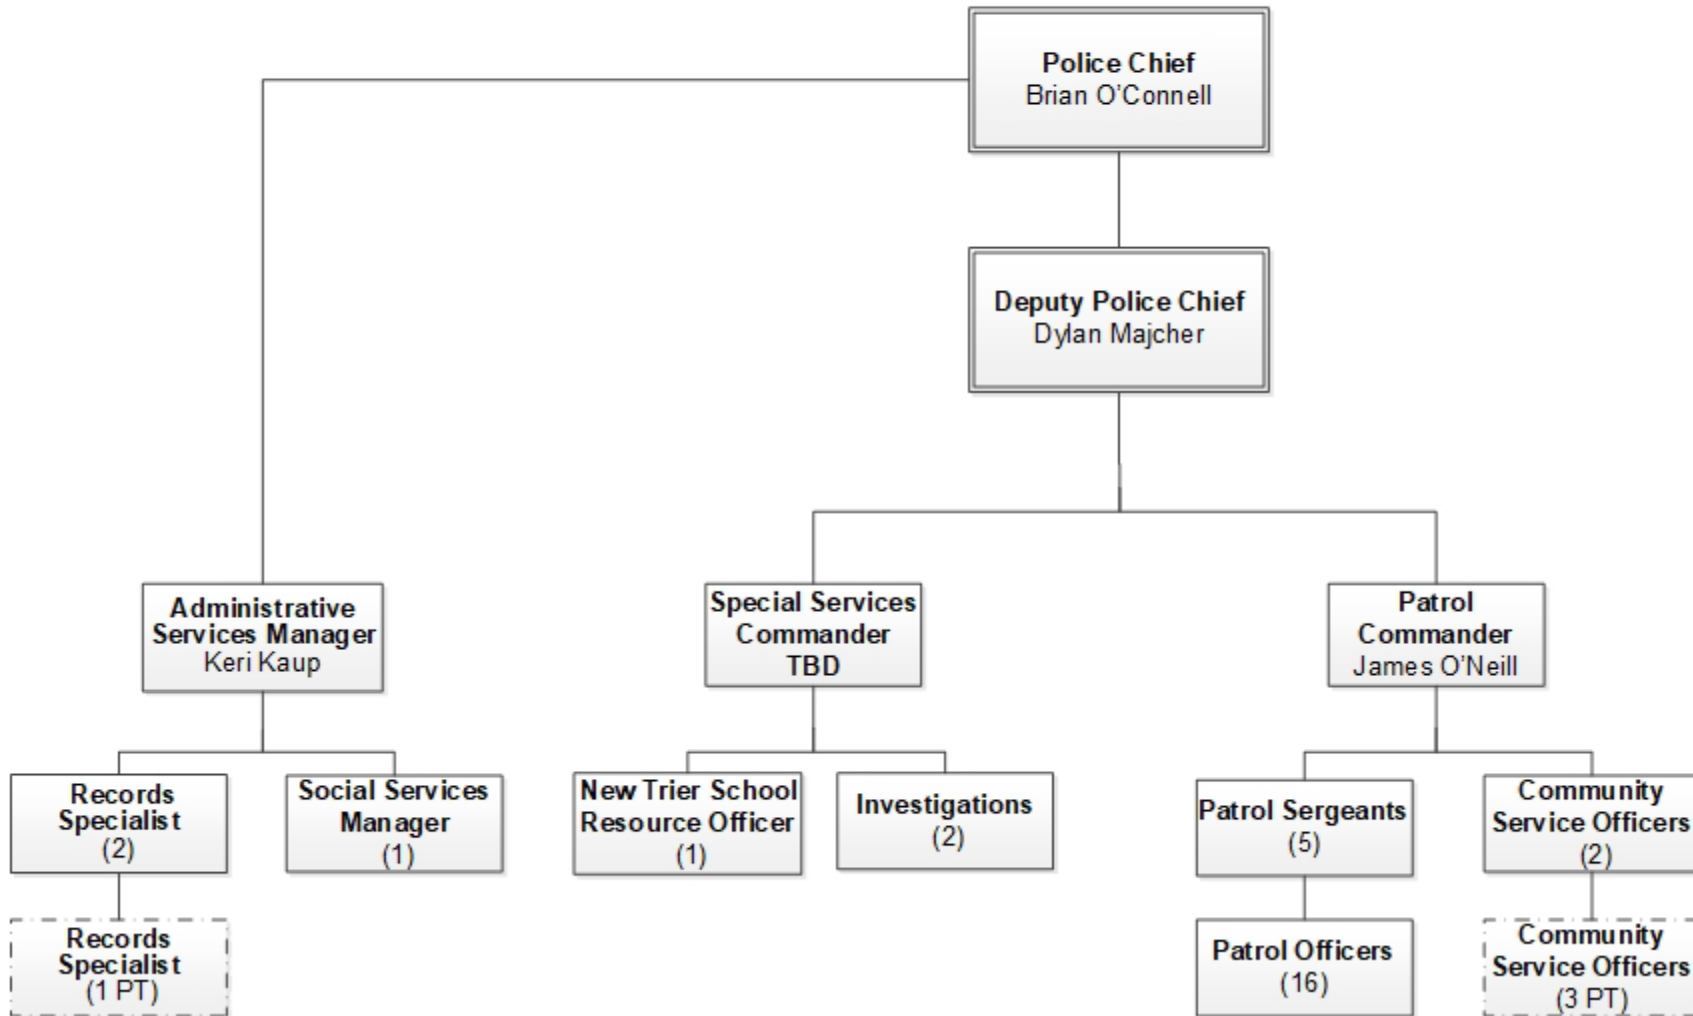 Police Chief
Brian O'Connell
Deputy Police Chief
Dylan Majcher
Administrative
Services Manager
Keri Kaup
Special Services
Commander
TBD
Patrol
Commander
James O'Neill
Records
Specialist
(2)
Social Services
Manager
(1)
New Trier School
Resource Officer
(1)
Investigations
(2)
Patrol Sergeants
(5)
Community
Service Officers
(2)
Records
Specialist
(1 PT)
Patrol Officers
(16)
Community
Service Officers
(3 PT)